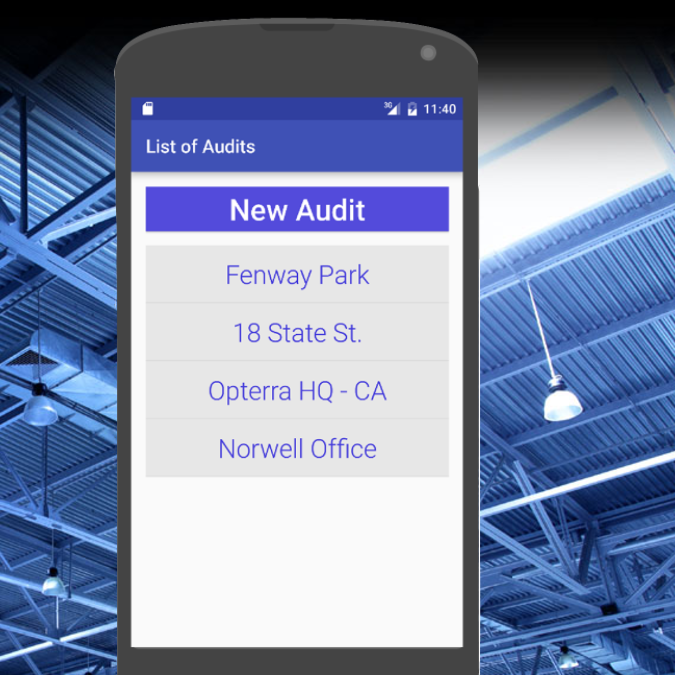 3G 11:40
List of Audits
New Audit
Fenway Park
18 State St.
Opterra HQ - CA
Norwell Office